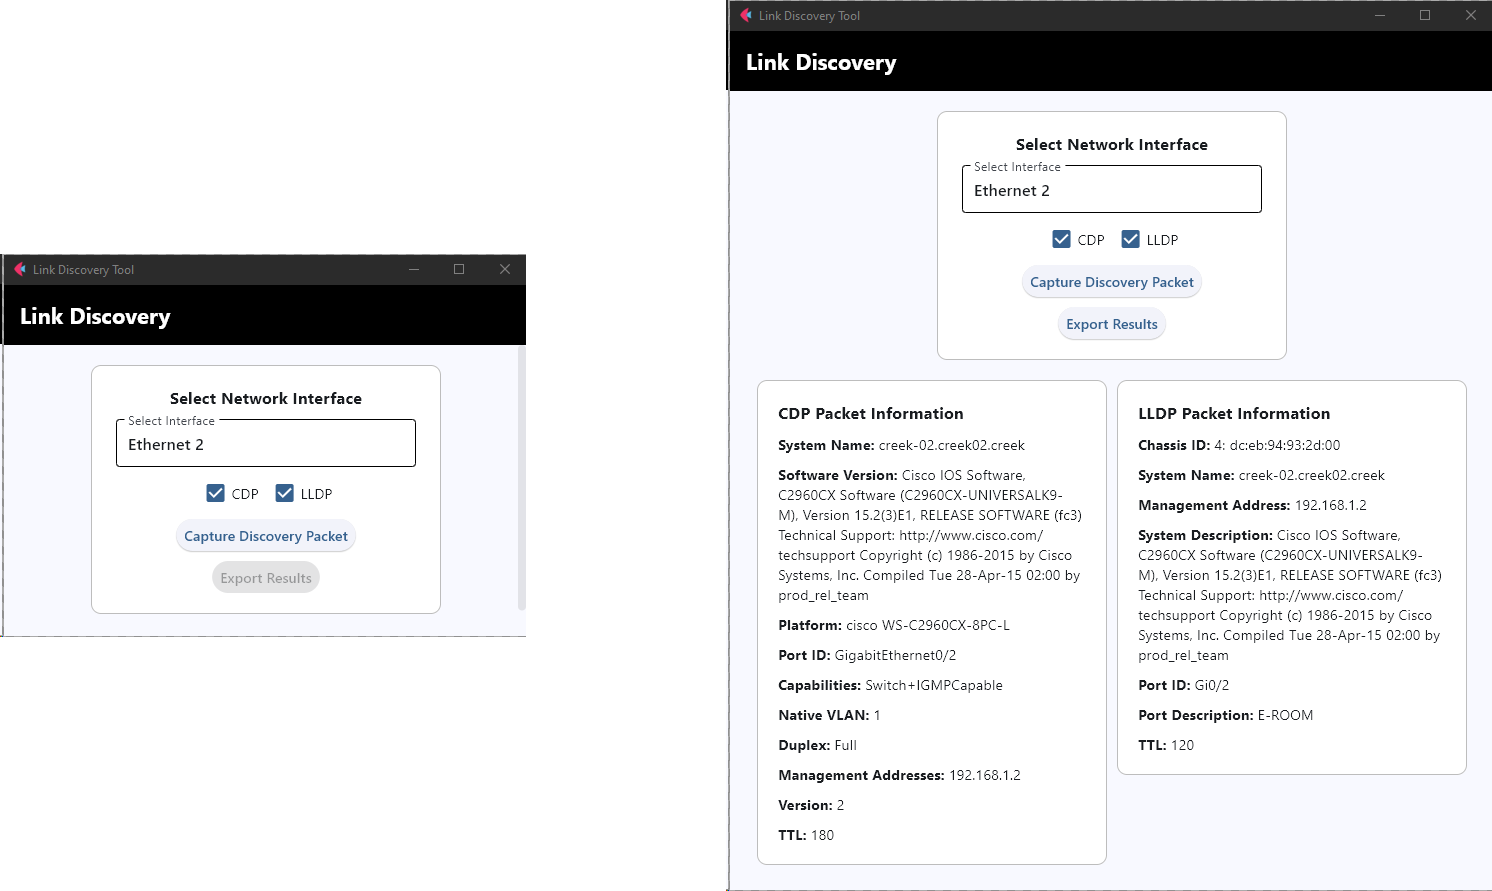 Link Discovery Tool
Link Discovery
Select Network Interface
Select Interface
Ethernet 2
CDP LLDP
Capture Discovery Packet
Export Results
Link Discovery Tool
Link Discovery
Select Network Interface
Select Interface
Ethernet 2
CDP LLDP
Capture Discovery Packet
Export Results
CDP Packet Information
System Name: creek-02.creek02.creek
Software Version: Cisco IOS Software,
C2960CX Software (C2960CX-UNIVERSALK9-
M), Version 15.2(3)E1, RELEASE SOFTWARE (fc3)
Technical Support: http://www.cisco.com/
techsupport Copyright (c) 1986-2015 by Cisco
Systems, Inc. Compiled Tue 28-Apr-15 02:00 by
prod_rel_team
Platform: cisco WS-C2960CX-8PC-L
Port ID: GigabitEthernet0/2
Capabilities: Switch+IGMPCapable
Native VLAN: 1
Duplex: Full
Management Addresses: 192.168.1.2
Version: 2
TTL: 180
LLDP Packet Information
Chassis ID: 4: dc:eb:94:93:2d:00
System Name: creek-02.creek02.creek
Management Address: 192.168.1.2
System Description: Cisco IOS Software,
C2960CX Software (C2960CX-UNIVERSALK9-
M), Version 15.2(3)E1, RELEASE SOFTWARE (fc3)
Technical Support: http://www.cisco.com/
techsupport Copyright (c) 1986-2015 by Cisco
Systems, Inc. Compiled Tue 28-Apr-15 02:00 by
prod_rel_team
Port ID: Gi0/2
Port Description: E-ROOM
TTL: 120